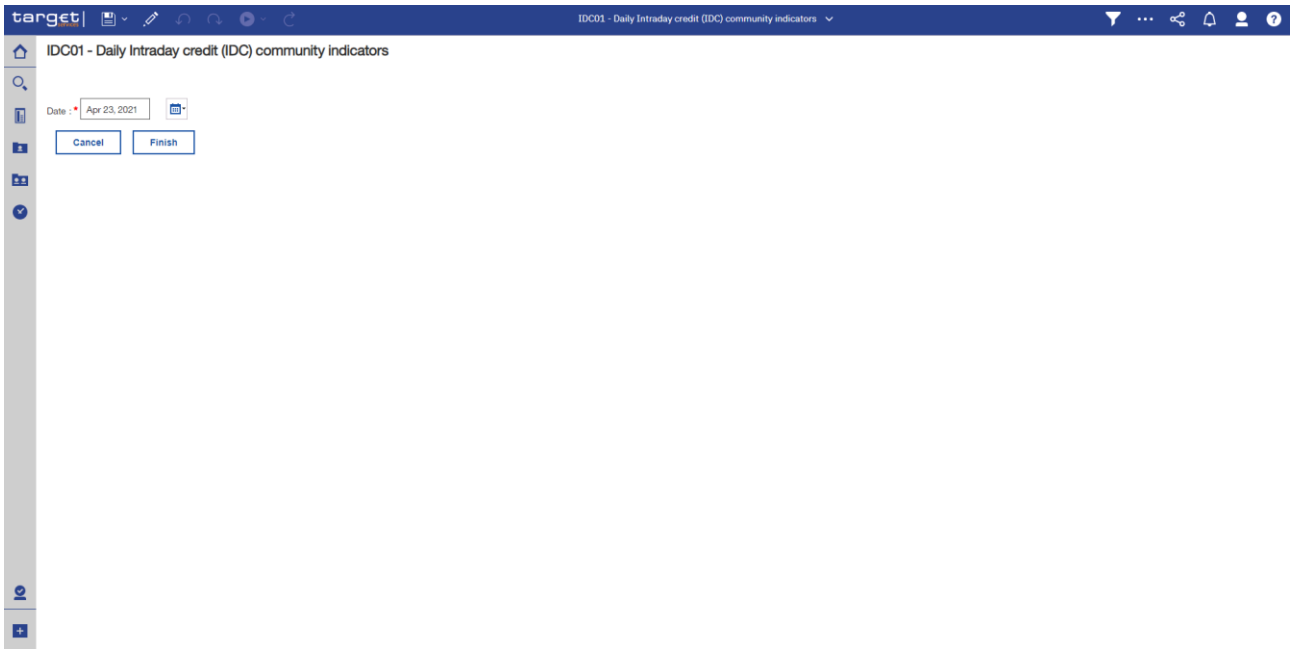 target|
services
IDC01 - Daily Intraday credit (IDC) community indicators
IDC01 - Daily Intraday credit (IDC) community indicators
Date : * Apr 23, 2021
Cancel Finish